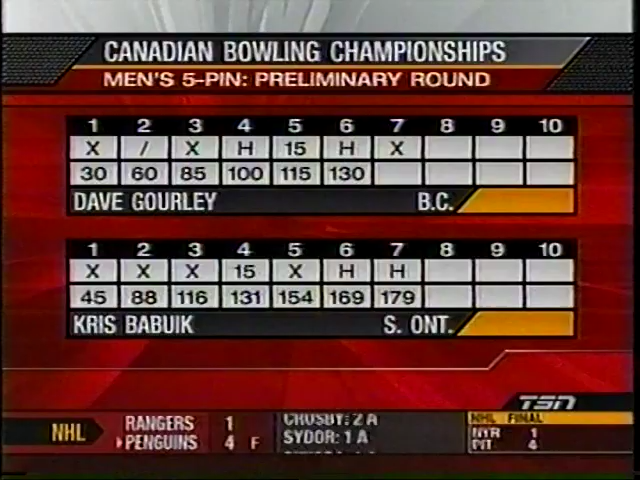 CANADIAN BOWLING CHAMPIONSHIPS
MEN'S 5-PIN: PRELIMINARY ROUND
1 2 3 4 5 6 7 8 9 10
X / X H 15 H X
30 60 85 100 115 130
DAVE GOURLEY B.C.
1 2 3 4 5 6 7 8 9 10
X X X 15 X H H
45 88 116 131 154 169 179
KRIS BABUIK S. ONT.
TSN
NHL
RANGERS 1
PENGUINS 4 F
CROSBY: 2 A
SYDOR: 1 A
NHL FINAL
NYR 1
PIT 4